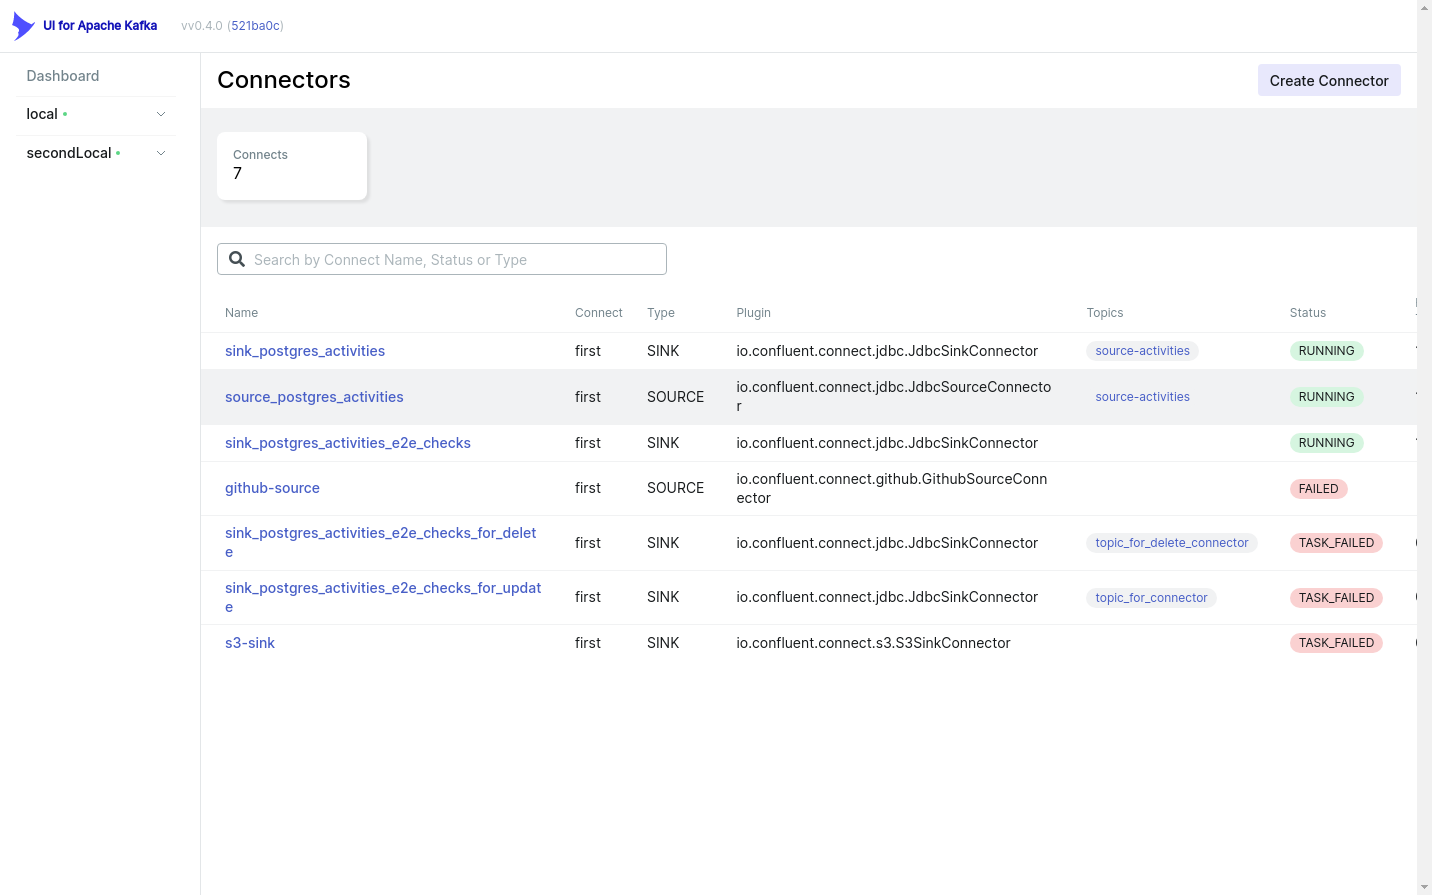 UI for Apache Kafka vv0.4.0 (521ba0c)
Dashboard
local
secondLocal
Connectors
Create Connector
Connects
7
Search by Connect Name, Status or Type
Name Connect Type Plugin Topics Status
sink_postgres_activities first SINK io.confluent.connect.jdbc.JdbcSinkConnector source-activities RUNNING
source_postgres_activities first SOURCE io.confluent.connect.jdbc.JdbcSourceConnecto
r source-activities RUNNING
sink_postgres_activities_e2e_checks first SINK io.confluent.connect.jdbc.JdbcSinkConnector RUNNING
github-source first SOURCE io.confluent.connect.github.GithubSourceConn
ector FAILED
sink_postgres_activities_e2e_checks_for_delet
e first SINK io.confluent.connect.jdbc.JdbcSinkConnector topic_for_delete_connector TASK_FAILED
sink_postgres_activities_e2e_checks_for_updat
e first SINK io.confluent.connect.jdbc.JdbcSinkConnector topic_for_connector TASK_FAILED
s3-sink first SINK io.confluent.connect.s3.S3SinkConnector TASK_FAILED